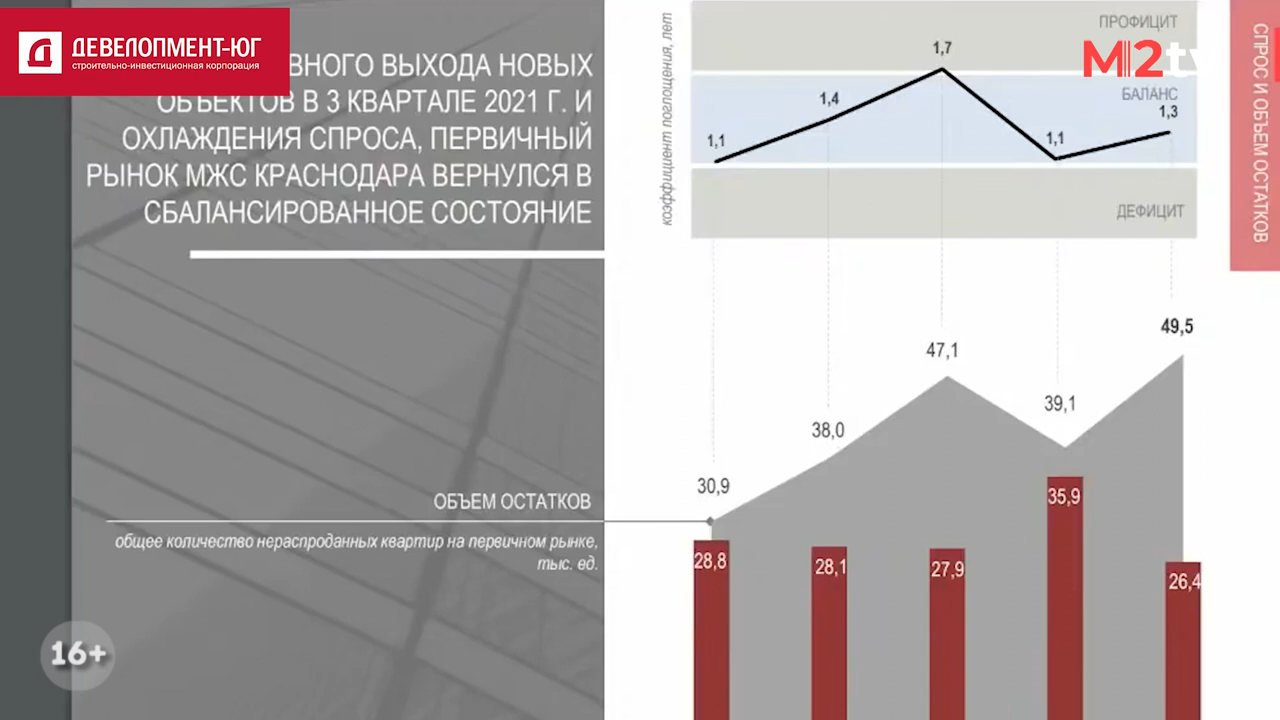 ДЕВЕЛОПМЕНТ-ЮГ
строительно-инвестиционная корпорация
ВЫХОДА НОВЫХ
ОБЪЕКТОВ В 3 КВАРТАЛЕ 2021 Г. И
ОХЛАЖДЕНИЯ СПРОСА, ПЕРВИЧНЫЙ
РЫНОК МЖС КРАСНОДАРА ВЕРНУЛСЯ В
СБАЛАНСИРОВАННОЕ СОСТОЯНИЕ
ОБЪЕМ ОСТАТКОВ
общее количество нераспроданных квартир на первичном рынке,
тыс. ед.
16+
коэффициент поглощения, лет
ПРОФИЦИТ
M2tv
БАЛАНС
ДЕФИЦИТ
1,1
1,4
1,7
1,1
1,3
СПРОС И ОБЪЕМ ОСТАТКОВ
30,9
38,0
47,1
39,1
49,5
28,8
28,1
27,9
35,9
26,4